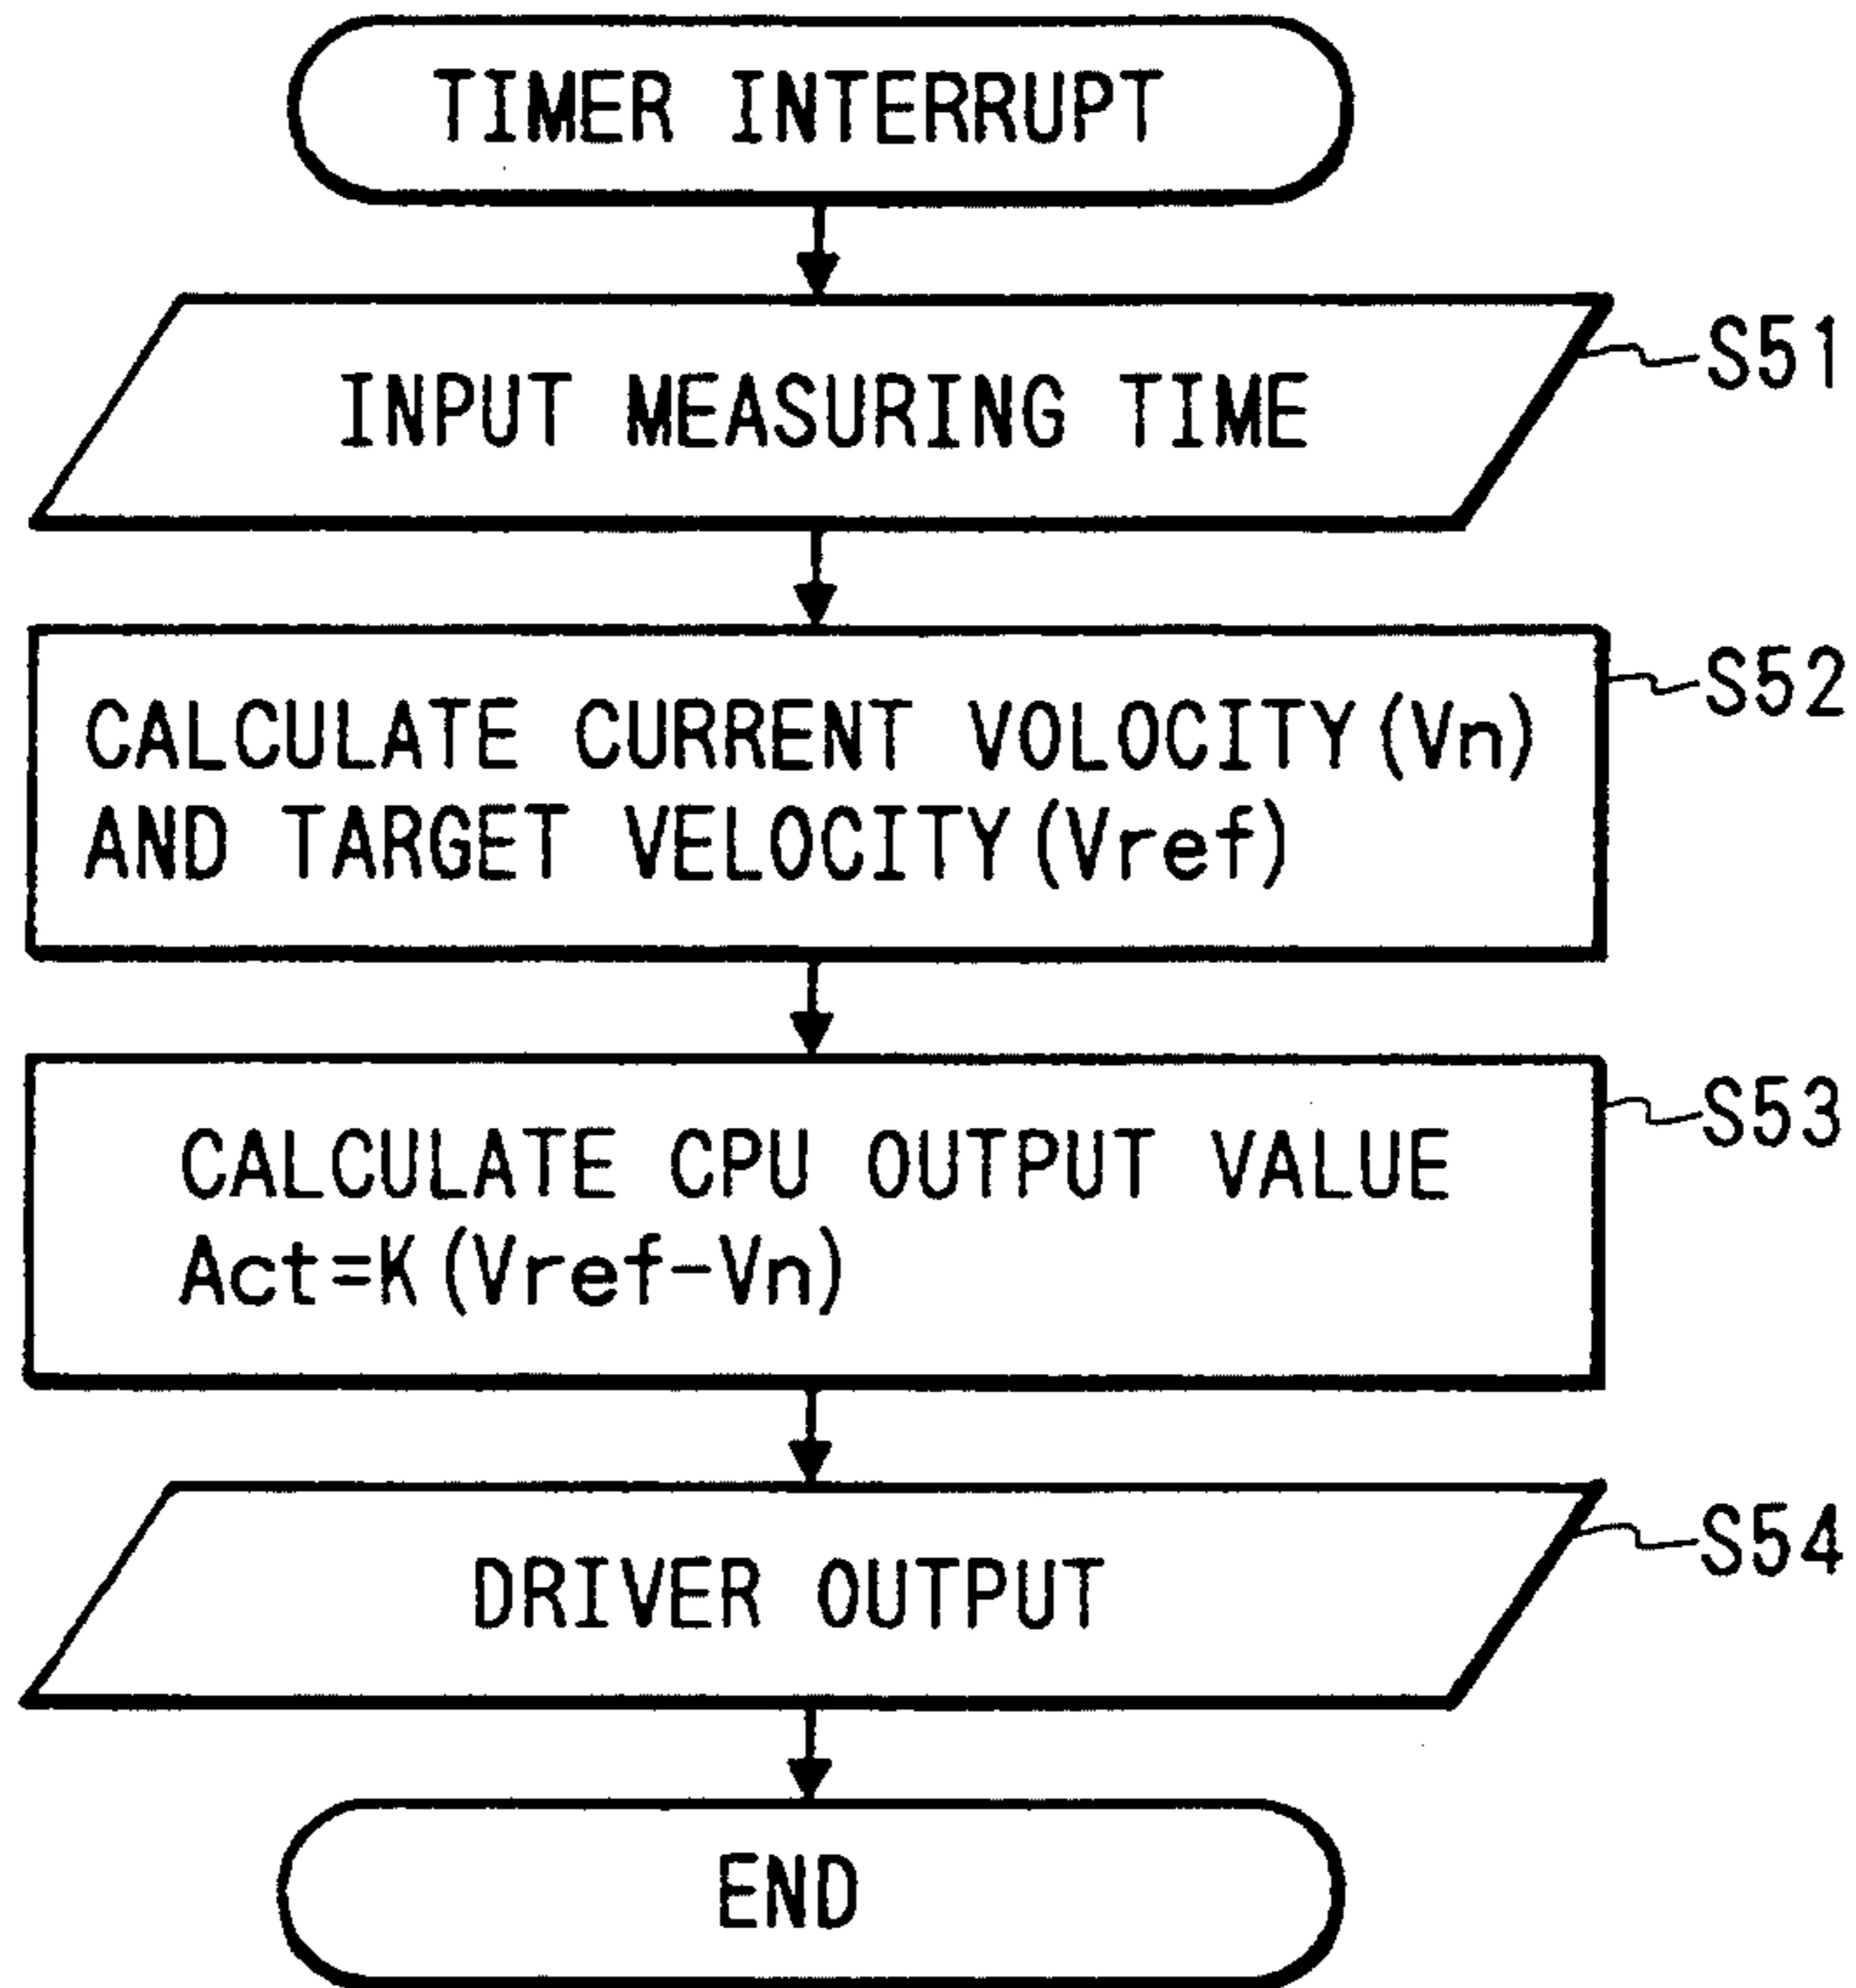 TIMER INTERRUPT
INPUT MEASURING TIME
S51
CALCULATE CURRENT VOLOCITY(Vn)
AND TARGET VELOCITY(Vref)
S52
CALCULATE CPU OUTPUT VALUE
Act=K(Vref-Vn)
S53
DRIVER OUTPUT
S54
END